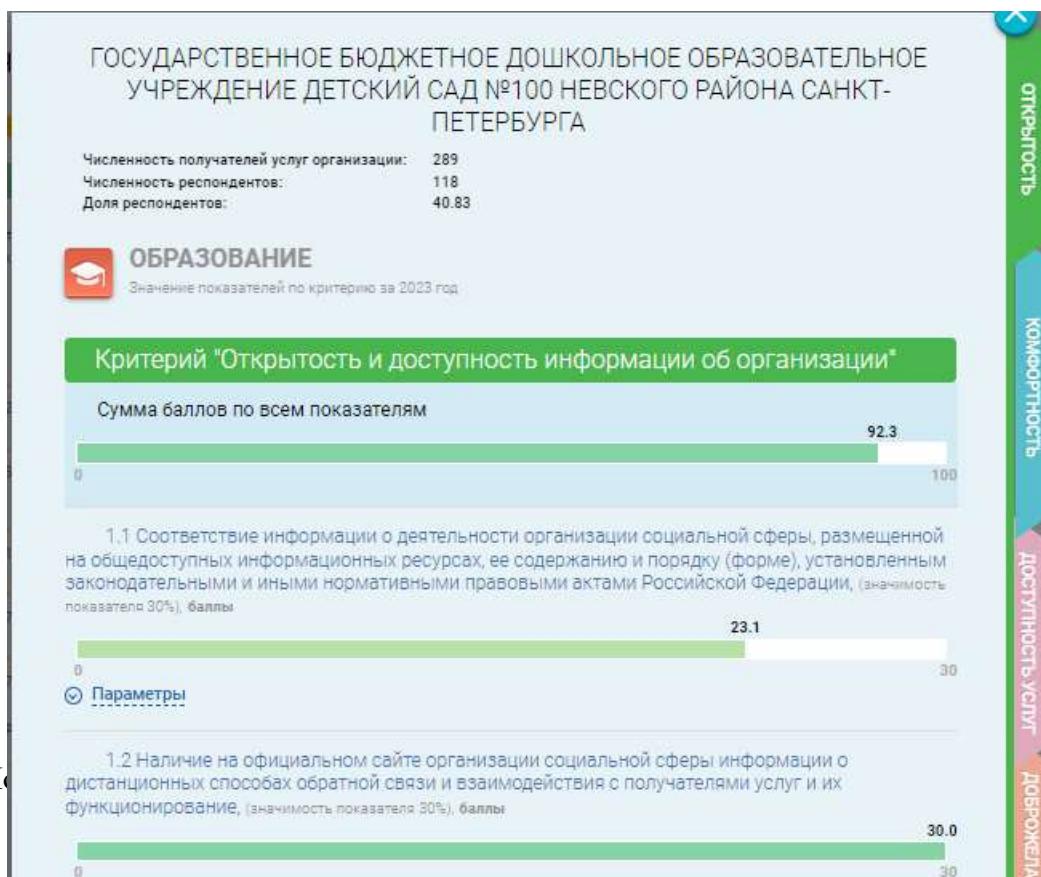 ГОСУДАРСТВЕННОЕ БЮДЖЕТНОЕ ДОШКОЛЬНОЕ ОБРАЗОВАТЕЛЬНОЕ
УЧРЕЖДЕНИЕ ДЕТСКИЙ САД №100 НЕВСКОГО РАЙОНА САНКТ-
ПЕТЕРБУРГА
Численность получателей услуг организации: 289
Численность респондентов: 118
Доля респондентов: 40.83
ОБРАЗОВАНИЕ
Значение показателей по критерию за 2023 год
Критерий "Открытость и доступность информации об организации"
Сумма баллов по всем показателям
92.3
0 100
1.1 Соответствие информации о деятельности организации социальной сферы, размещенной
на общедоступных информационных ресурсах, ее содержанию и порядку (форме), установленным
законодательными и иными нормативными правовыми актами Российской Федерации, (значимость
показателя 30%), баллы
23.1
0 30
Параметры
1.2 Наличие на официальном сайте организации социальной сферы информации о
дистанционных способах обратной связи и взаимодействия с получателями услуг и их
функционирование, (значимость показателя 30%), баллы
30.0
0 30
ОТКРЫТОСТЬ
КОМФОРТНОСТЬ
ДОСТУПНОСТЬ УСЛУГ
ДОБРОЖЕЛА